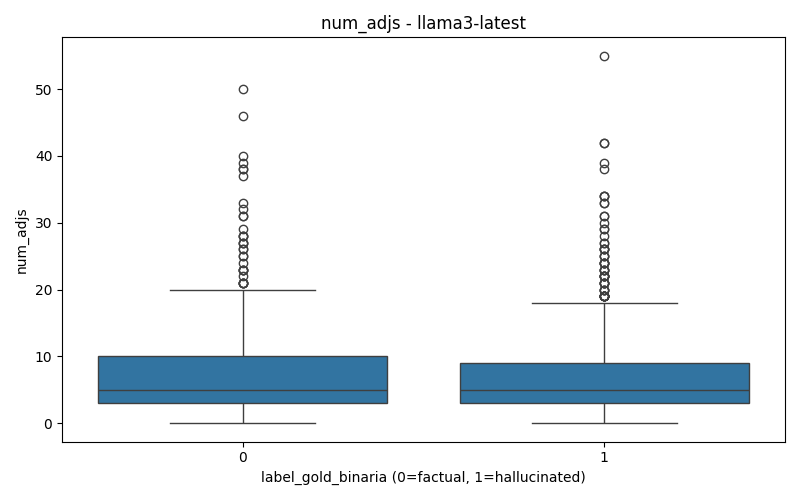 num_adjs - llama3-latest
num_adjs
50
40
30
20
10
0
0
1
label_gold_binaria (0=factual, 1=hallucinated)